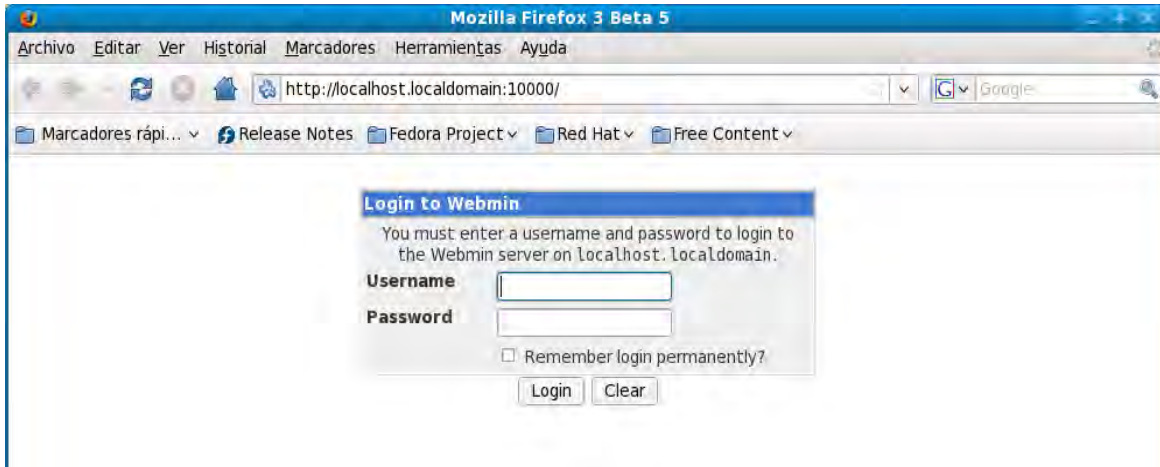 Mozilla Firefox 3 Beta 5
Archivo Editar Ver Historial Marcadores Herramientas Ayuda
http://localhost.localdomain:10000/ G Google
Marcadores rápi... Release Notes Fedora Project Red Hat Free Content
Login to Webmin
You must enter a username and password to login to
the Webmin server on localhost.localdomain.
Username
Password
Remember login permanently?
Login Clear